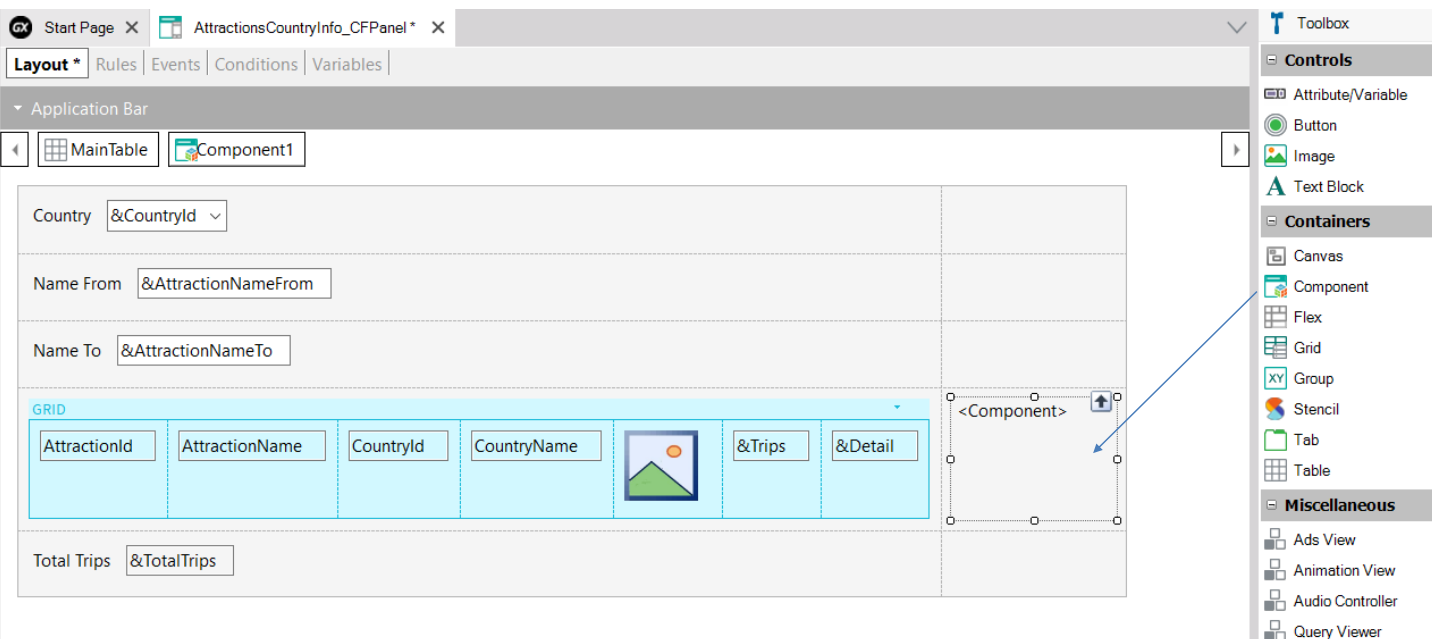 GX Start Page AttractionsCountryInfo_CFPanel *
Layout * Rules Events Conditions Variables
Application Bar
MainTable Component1
Country &CountryId
Name From &AttractionNameFrom
Name To &AttractionNameTo
GRID
AttractionId AttractionName CountryId CountryName &Trips &Detail
<Component>
Total Trips &TotalTrips
Toolbox
Controls
Attribute/Variable
Button
Image
A Text Block
Containers
Canvas
Component
Flex
Grid
XY Group
Stencil
Tab
Table
Miscellaneous
Ads View
Animation View
Audio Controller
Query Viewer